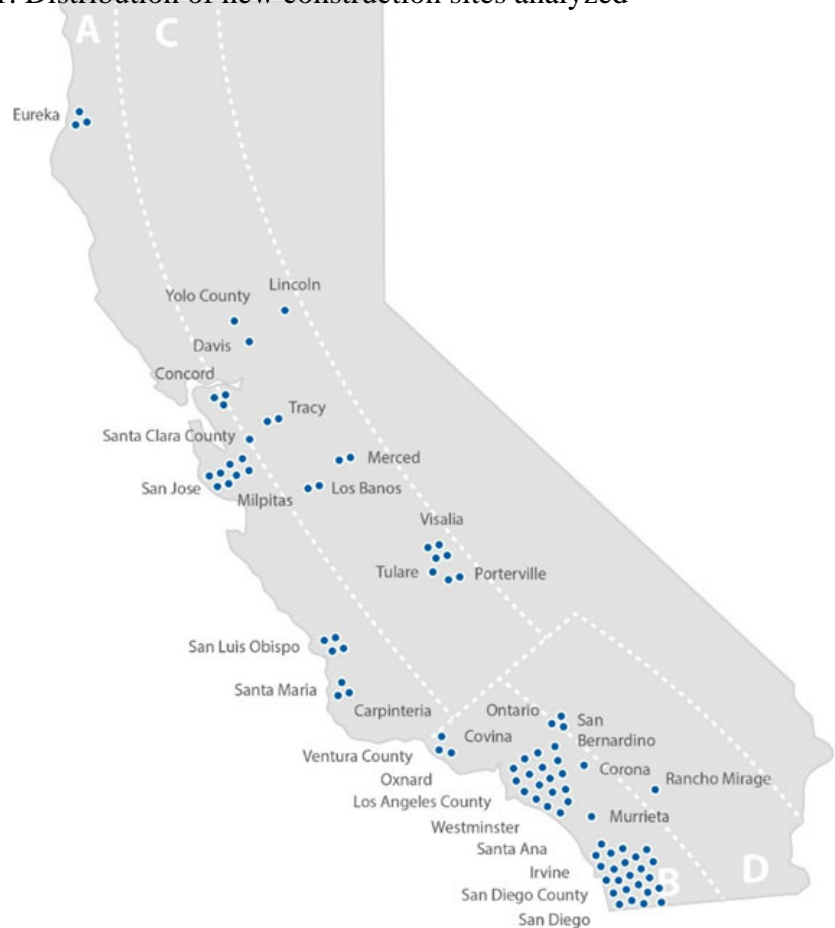 1. Distribution of new construction sites analyzed
A
C
Eureka
Lincoln
Yolo County
Davis
Concord
Tracy
Santa Clara County
Merced
San Jose
Milpitas
Los Banos
Visalia
Tulare
Porterville
San Luis Obispo
Santa Maria
Carpinteria
Ontario
San
Bernardino
Covina
Ventura County
Corona
Rancho Mirage
Oxnard
Los Angeles County
Murrieta
Westminster
Santa Ana
Irvine
B
D
San Diego County
San Diego